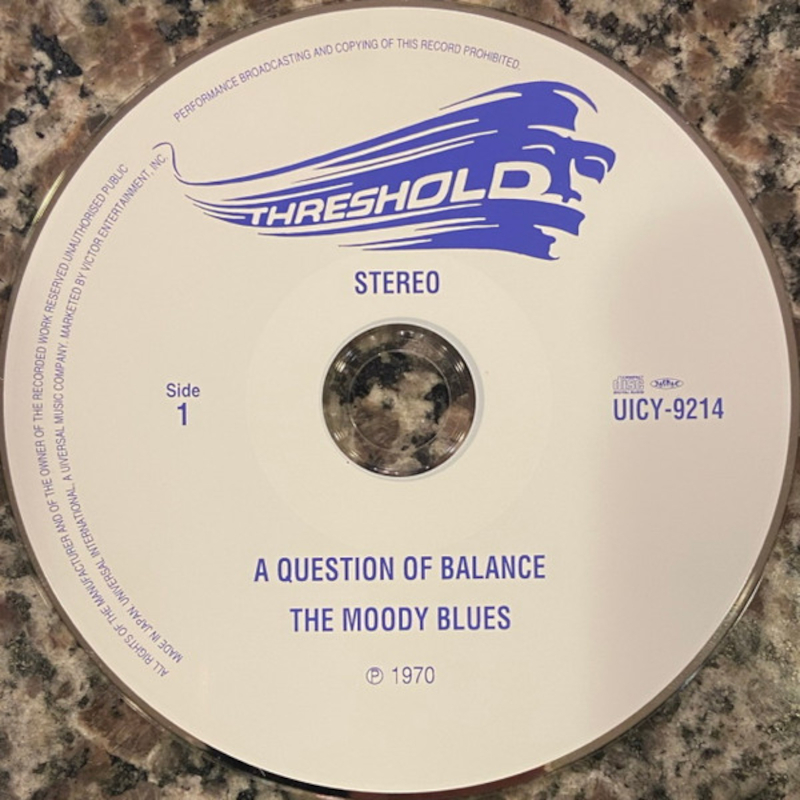 ALL RIGHTS OF THE MANUFACTURER AND OF THE OWNER OF THE RECORDED WORK RESERVED.UNAUTHORISED PUBLIC
PERFORMANCE BROADCASTING AND COPYING OF THIS RECORD PROHIBITED.
MADE IN JAPAN. UNIVERSAL INTERNATIONAL. A UIVERSAL MUSIC COMPANY. MARKETED BY VICTOR ENTERTAINMENT, INC.
THRESHOLD
STEREO
Side
1
disc
UICY-9214
A QUESTION OF BALANCE
THE MOODY BLUES
℗ 1970